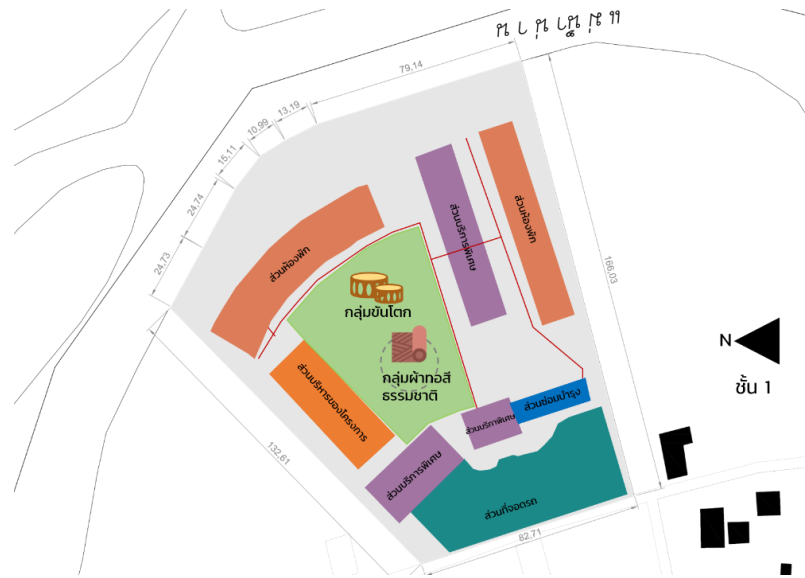 แม่น้ำน่าน
79,14
13,19
10,99
15,11
24,74
24,73
166,03
132,61
82,71
ส่วนห้องพัก
ส่วนบริการพิเศษ
ส่วนห้องพัก
กลุ่มขันโตก
กลุ่มผ้าทอสี
ธรรมชาติ
ส่วนบริหารของโครงการ
ส่วนบริกาพิเศษ
ส่วนซ่อมบำรุง
ส่วนบริการพิเศษ
ส่วนที่จอดรถ
N
ชั้น 1